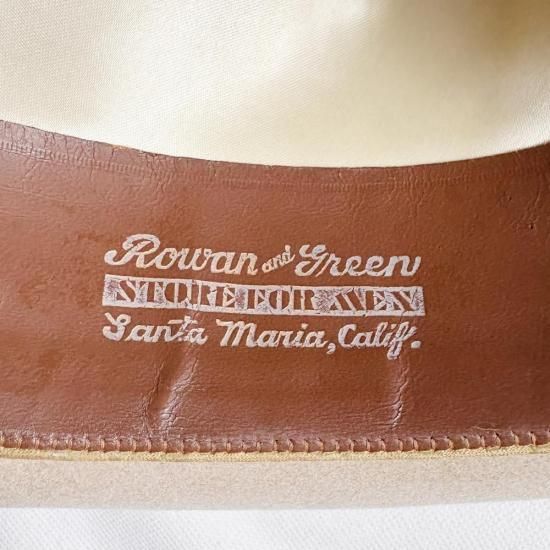 Rowan and Green
STORE FOR MEN
Santa Maria, Calif.